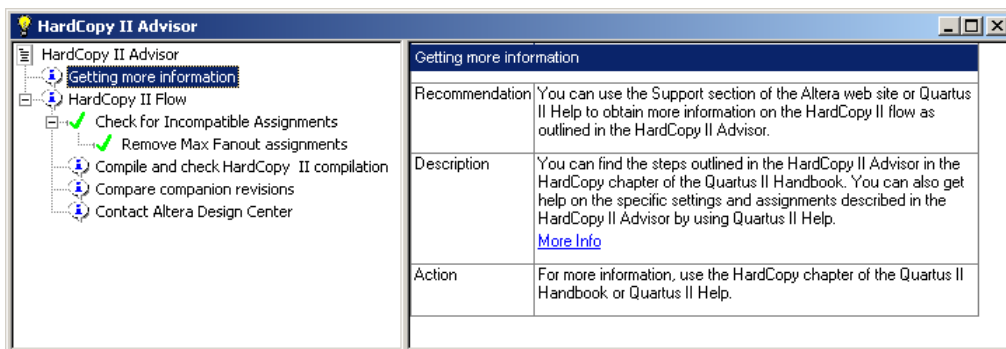 HardCopy II Advisor
HardCopy II Advisor
Getting more information
HardCopy II Flow
Check for Incompatible Assignments
Remove Max Fanout assignments
Compile and check HardCopy II compilation
Compare companion revisions
Contact Altera Design Center
Getting more information
Recommendation
You can use the Support section of the Altera web site or Quartus
II Help to obtain more information on the HardCopy II flow as
outlined in the HardCopy II Advisor.
Description
You can find the steps outlined in the HardCopy II Advisor in the
HardCopy chapter of the Quartus II Handbook. You can also get
help on the specific settings and assignments described in the
HardCopy II Advisor by using Quartus II Help.
More Info
Action
For more information, use the HardCopy chapter of the Quartus II
Handbook or Quartus II Help.